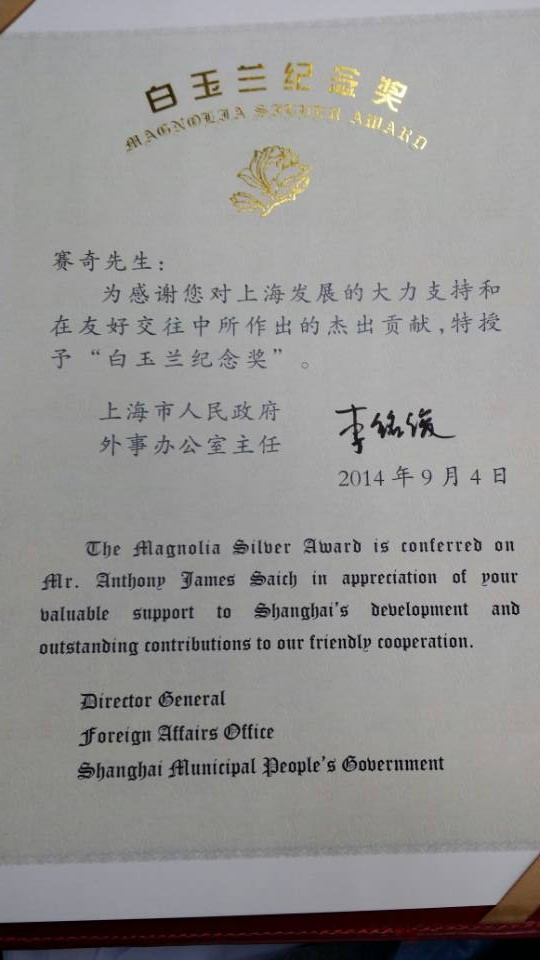 白玉兰纪念奖
MAGNOLIA SILVER AWARD
赛奇先生：
为感谢您对上海发展的大力支持和
在友好交往中所作出的杰出贡献,特授
予“白玉兰纪念奖”。
上海市人民政府
外事办公室主任
李铭俊
2014年9月4日
The Magnolia Silver Award is conferred on
Mr. Anthony James Saich in appreciation of your
valuable support to Shanghai's development and
outstanding contributions to our friendly cooperation.
Director General
Foreign Affairs Office
Shanghai Municipal People's Government